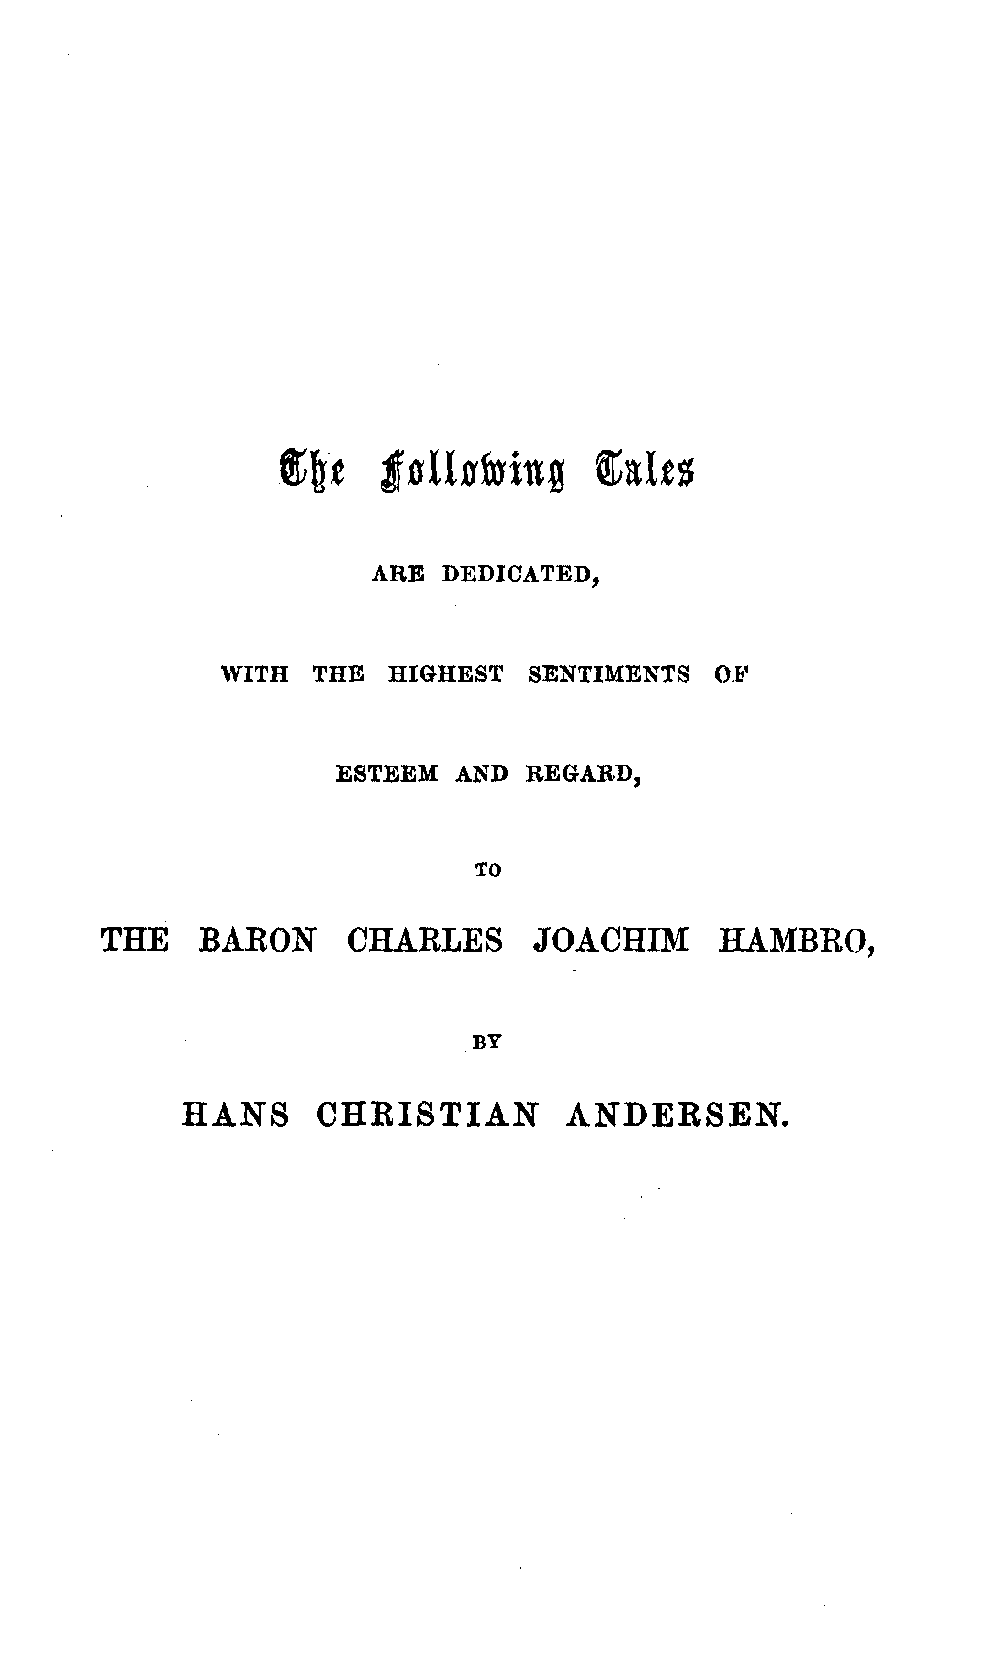 The Following Tales
ARE DEDICATED,
WITH THE HIGHEST SENTIMENTS OF
ESTEEM AND REGARD,
TO
THE BARON CHARLES JOACHIM HAMBRO,
BY
HANS CHRISTIAN ANDERSEN.